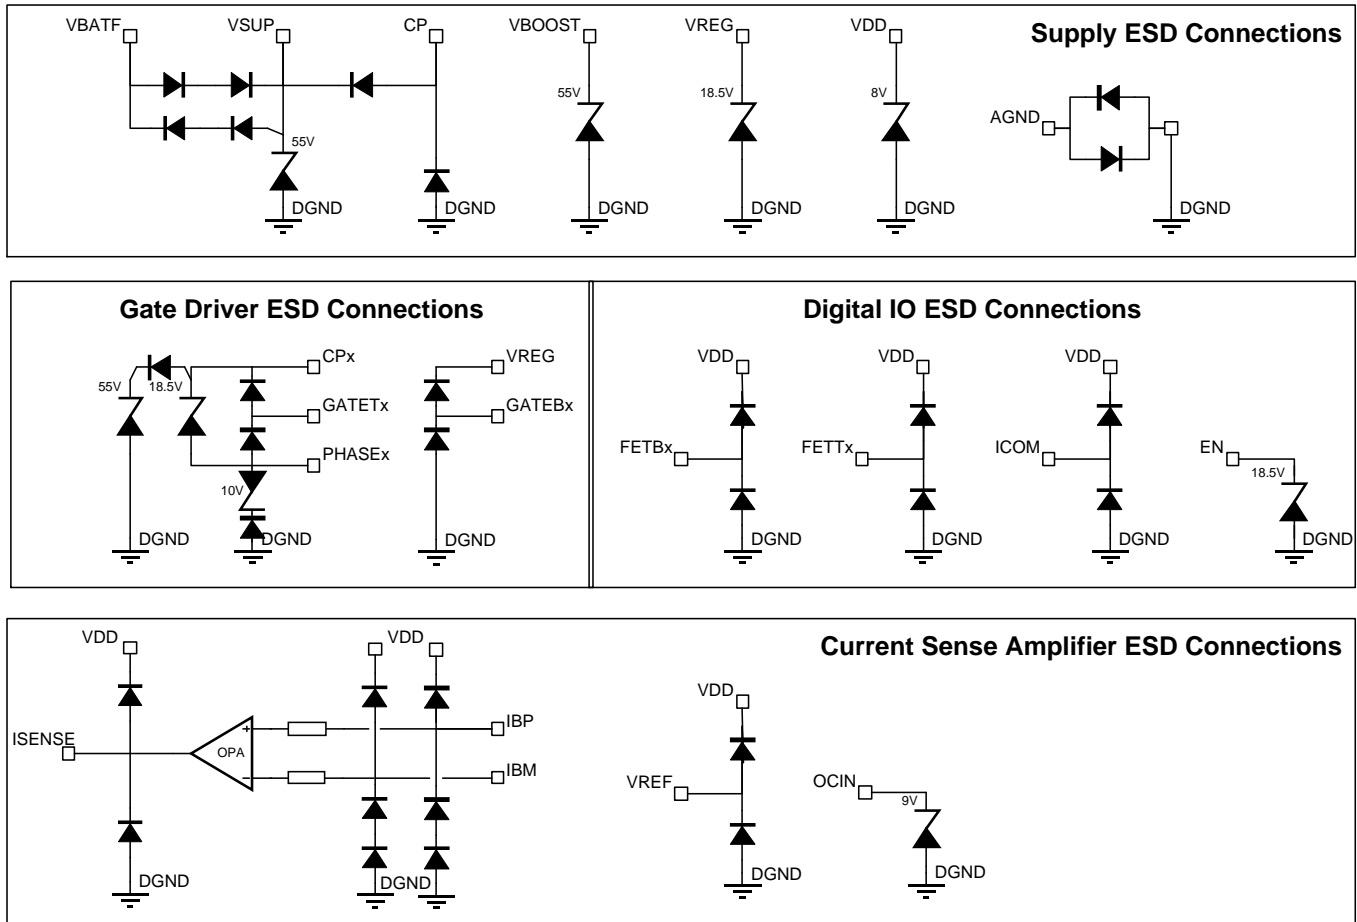 VBATF VSUP CP VBOOST VREG VDD
Supply ESD Connections
55V 18.5V 8V
AGND
55V
DGND DGND DGND DGND DGND DGND
Gate Driver ESD Connections
CPx VREG
55V 18.5V
GATETx GATEBx
PHASEx
10V
DGND DGND DGND
Digital IO ESD Connections
VDD VDD VDD
FETBx FETTx ICOM EN
18.5V
DGND DGND DGND DGND
Current Sense Amplifier ESD Connections
VDD VDD
VDD
IBP
+
ISENSE OPA
−
IBM
VREF OCIN
9V
DGND DGND DGND DGND